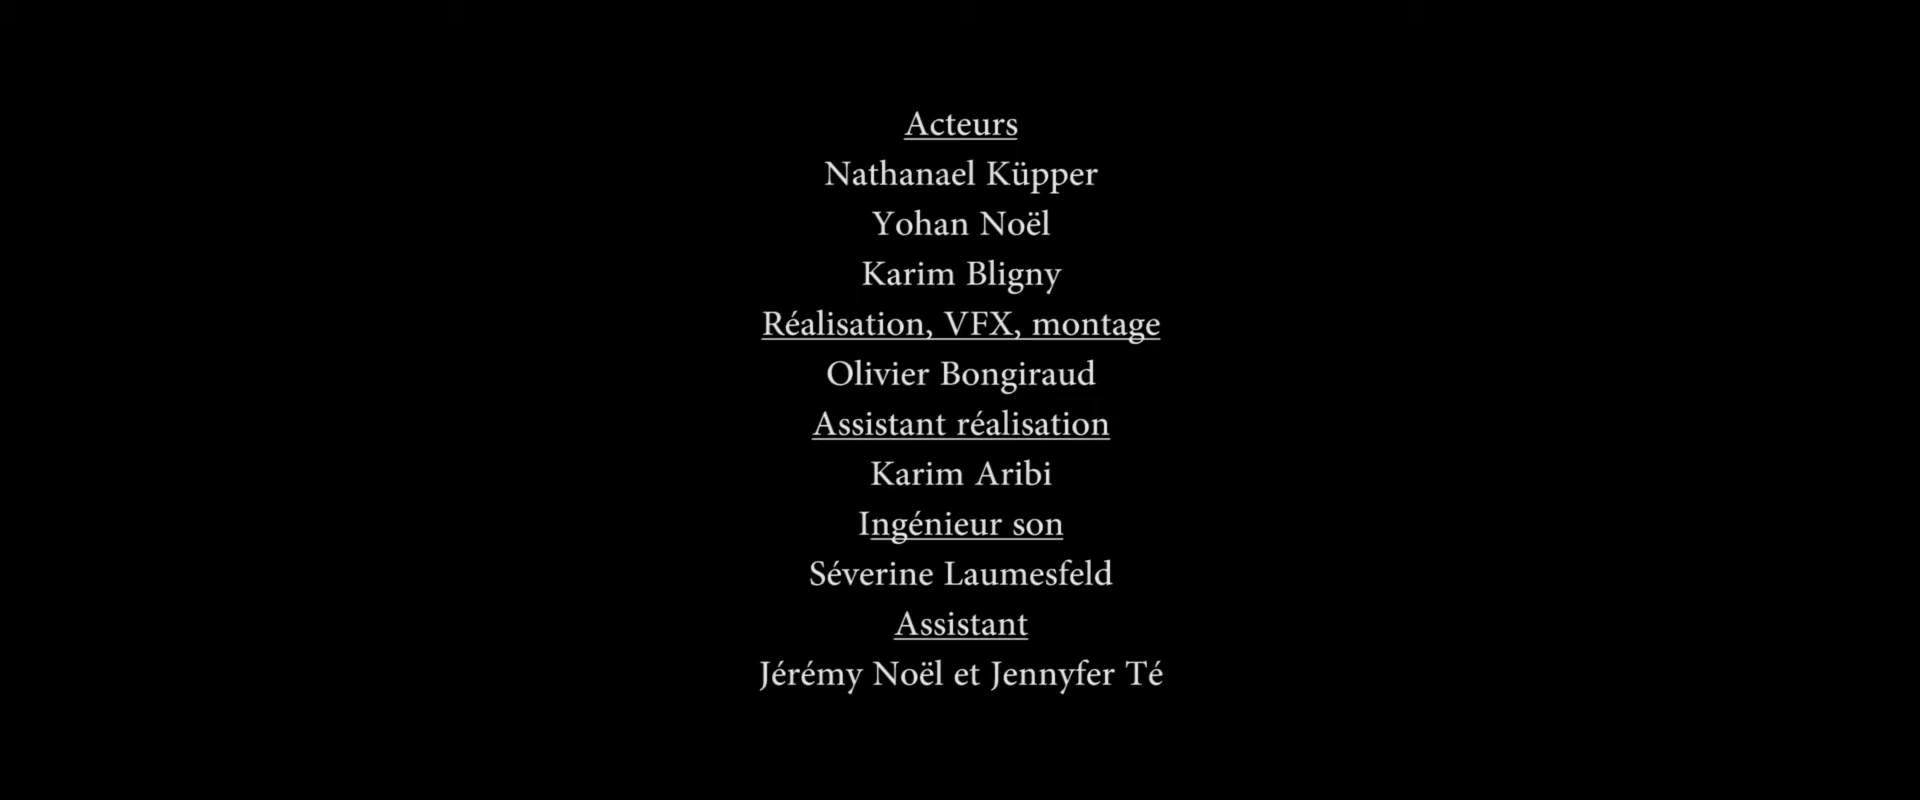 Acteurs
Nathanael Küpper
Yohan Noël
Karim Bligny
Réalisation, VFX, montage
Olivier Bongiraud
Assistant réalisation
Karim Aribi
Ingénieur son
Séverine Laumesfeld
Assistant
Jérémy Noël et Jennyfer Té